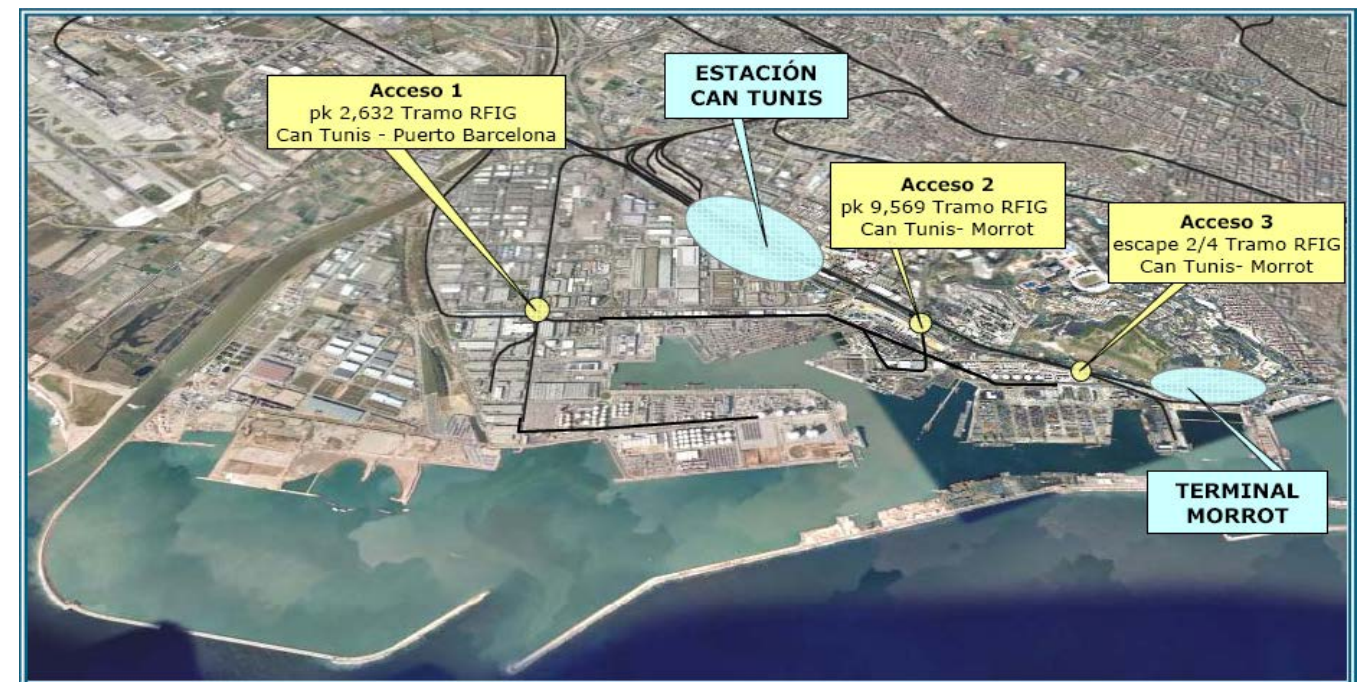 Acceso 1
pk 2,632 Tramo RFIG
Can Tunis - Puerto Barcelona
ESTACIÓN
CAN TUNIS
Acceso 2
pk 9,569 Tramo RFIG
Can Tunis- Morrot
Acceso 3
escape 2/4 Tramo RFIG
Can Tunis- Morrot
TERMINAL
MORROT